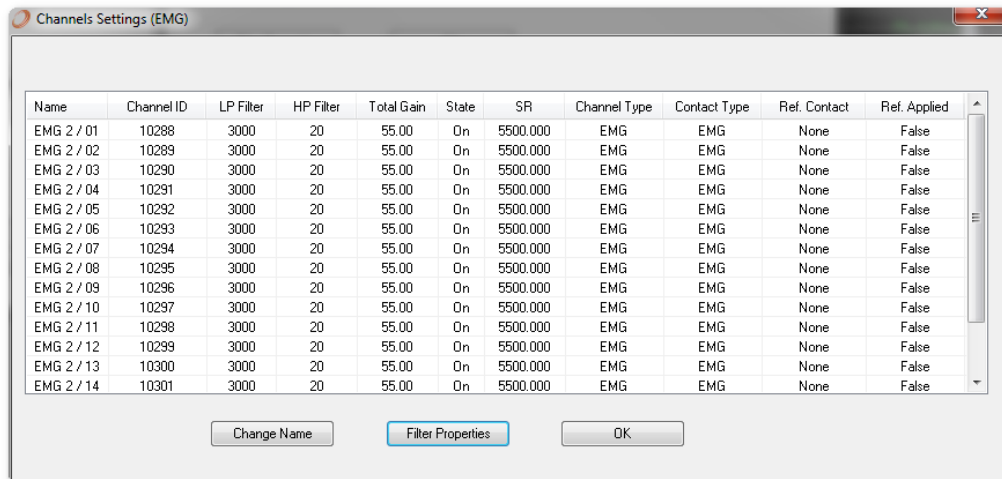 Channels Settings (EMG)
Name Channel ID LP Filter HP Filter Total Gain State SR Channel Type Contact Type Ref. Contact Ref. Applied
EMG 2 / 01 10288 3000 20 55.00 On 5500.000 EMG EMG None False
EMG 2 / 02 10289 3000 20 55.00 On 5500.000 EMG EMG None False
EMG 2 / 03 10290 3000 20 55.00 On 5500.000 EMG EMG None False
EMG 2 / 04 10291 3000 20 55.00 On 5500.000 EMG EMG None False
EMG 2 / 05 10292 3000 20 55.00 On 5500.000 EMG EMG None False
EMG 2 / 06 10293 3000 20 55.00 On 5500.000 EMG EMG None False
EMG 2 / 07 10294 3000 20 55.00 On 5500.000 EMG EMG None False
EMG 2 / 08 10295 3000 20 55.00 On 5500.000 EMG EMG None False
EMG 2 / 09 10296 3000 20 55.00 On 5500.000 EMG EMG None False
EMG 2 / 10 10297 3000 20 55.00 On 5500.000 EMG EMG None False
EMG 2 / 11 10298 3000 20 55.00 On 5500.000 EMG EMG None False
EMG 2 / 12 10299 3000 20 55.00 On 5500.000 EMG EMG None False
EMG 2 / 13 10300 3000 20 55.00 On 5500.000 EMG EMG None False
EMG 2 / 14 10301 3000 20 55.00 On 5500.000 EMG EMG None False
Change Name Filter Properties OK